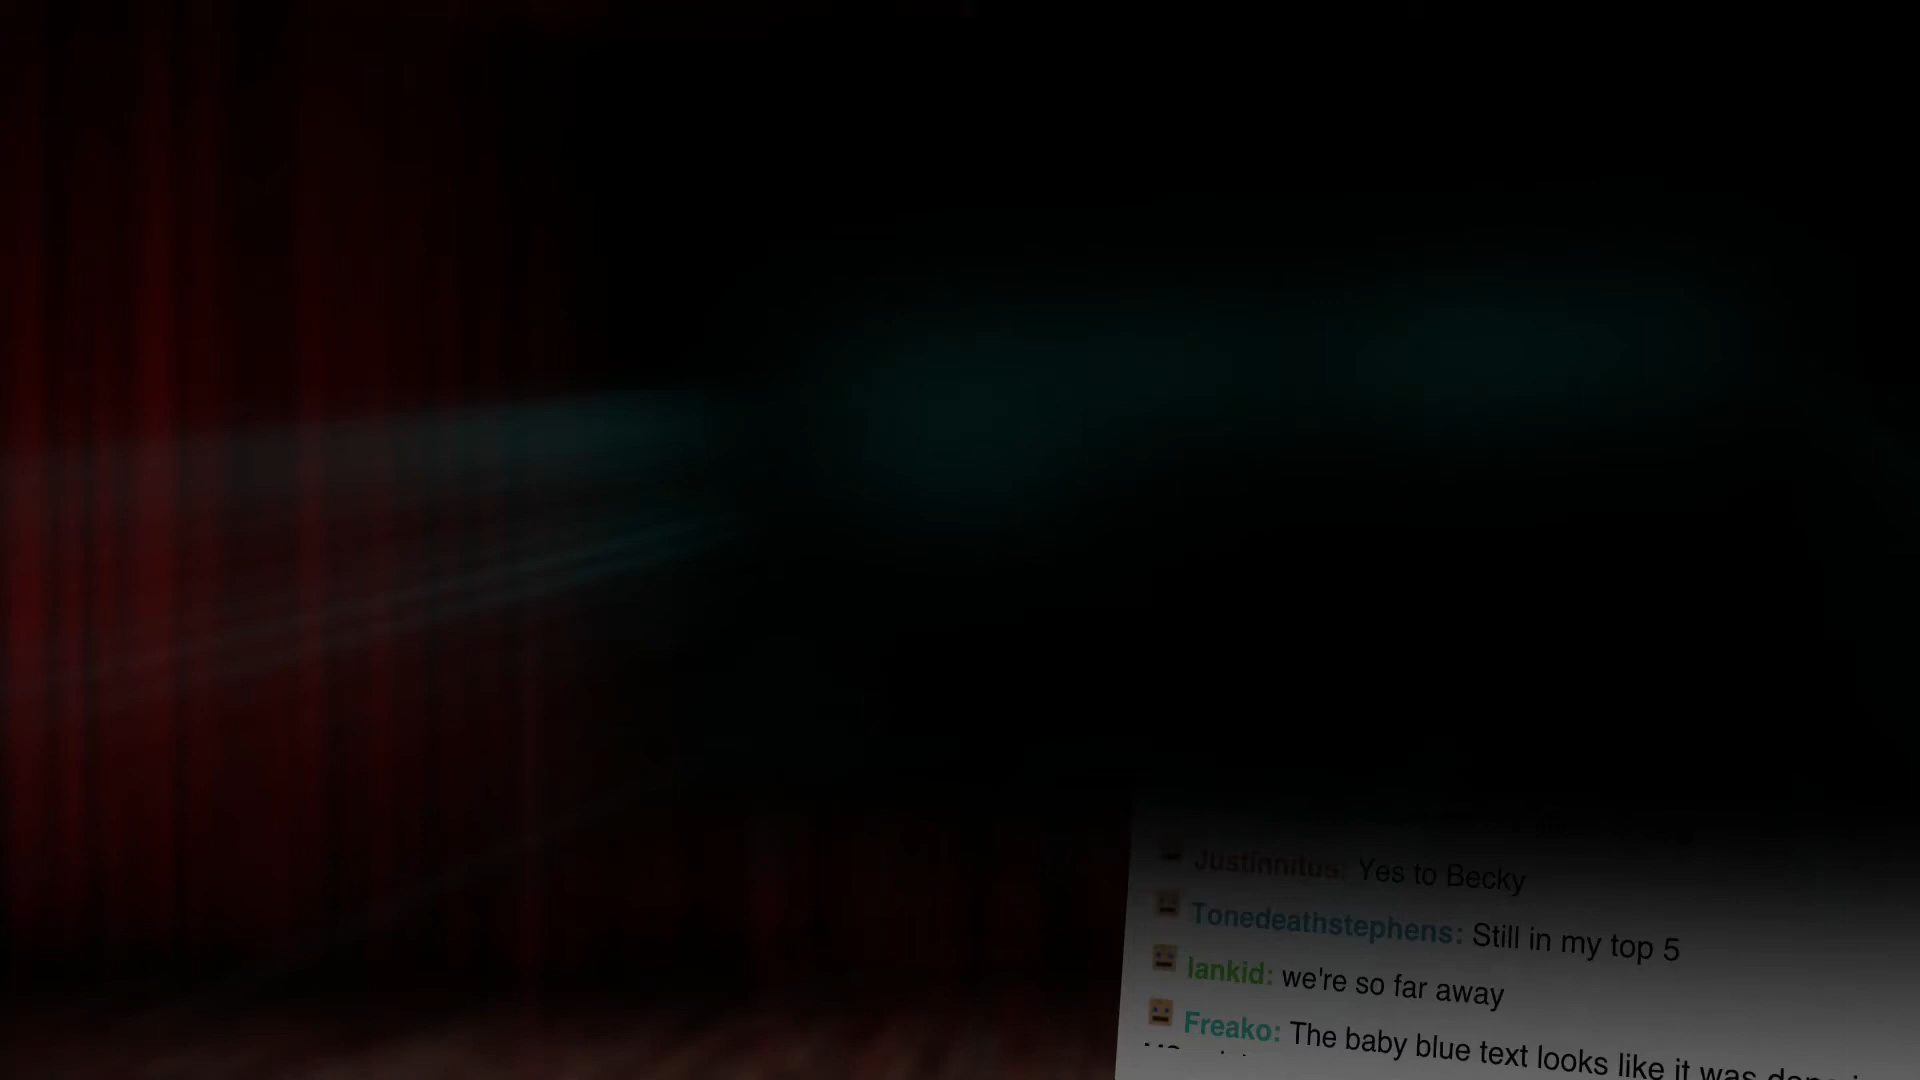 Justinnitus: Yes to Becky
Tonedeathstephens: Still in my top 5
lankid: we're so far away
Freako: The baby blue text looks like it was done i